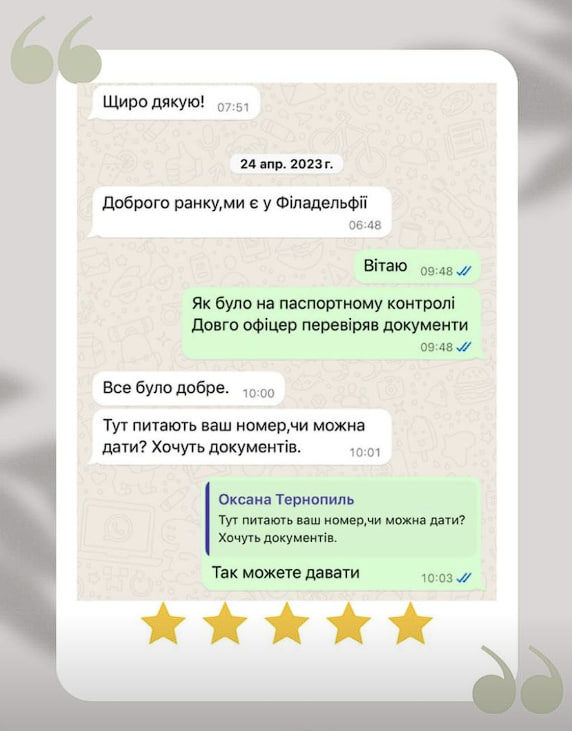 Щиро дякую! 07:51
24 апр. 2023 г.
Доброго ранку,ми є у Філадельфії
06:48
Вітаю 09:48
Як було на паспортному контролі
Довго офіцер перевіряв документи
09:48
Все було добре. 10:00
Тут питають ваш номер,чи можна
дати? Хочуть документів. 10:01
Оксана Тернопиль
Тут питають ваш номер,чи можна дати?
Хочуть документів.
Так можете давати 10:03